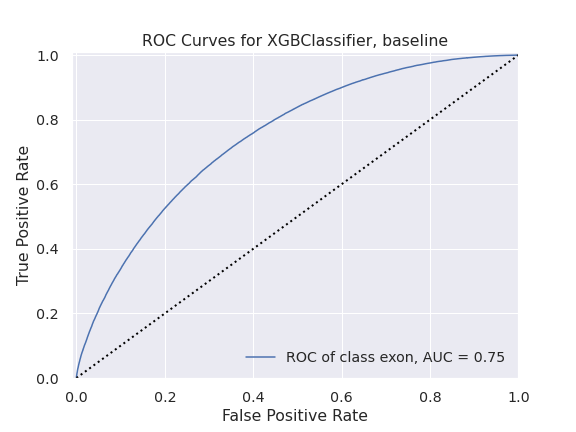 ROC Curves for XGBClassifier, baseline
1.0
0.8
0.6
0.4
0.2
0.0
True Positive Rate
ROC of class exon, AUC = 0.75
0.0 0.2 0.4 0.6 0.8 1.0
False Positive Rate